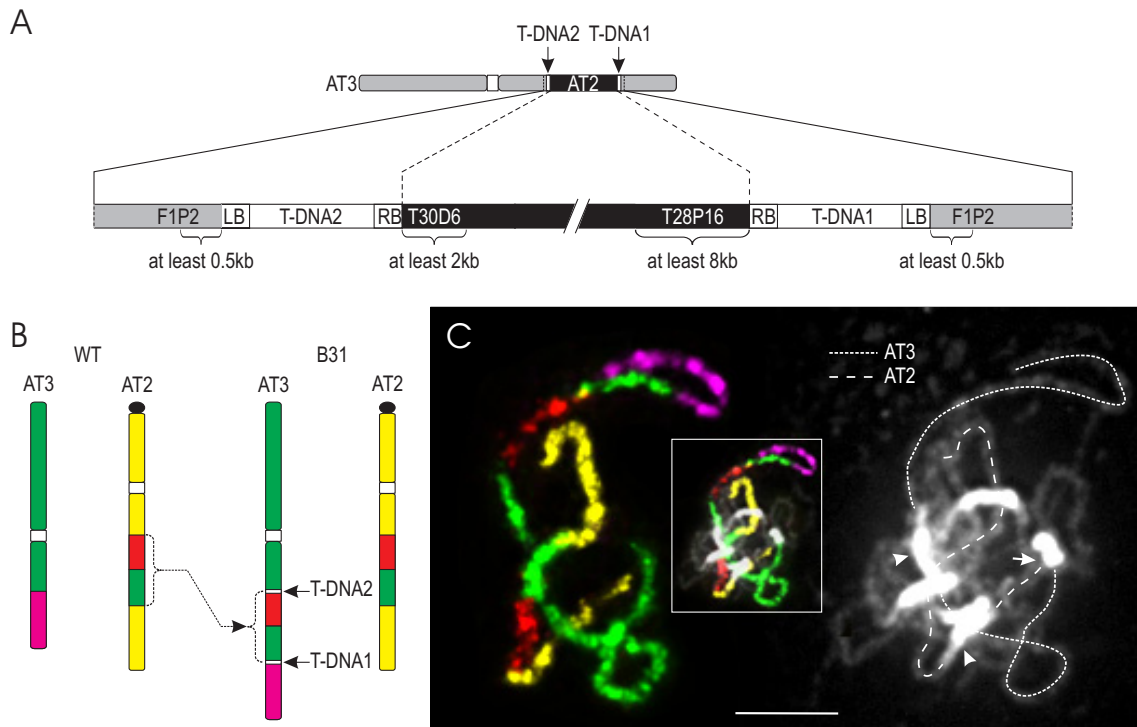 A
T-DNA2 T-DNA1
AT3 AT2
F1P2 LB T-DNA2 RB T30D6 T28P16 RB T-DNA1 LB F1P2
at least 0.5kb at least 2kb at least 8kb at least 0.5kb
B
WT B31
AT3 AT2 AT3 AT2
T-DNA2
T-DNA1
C
AT3
AT2